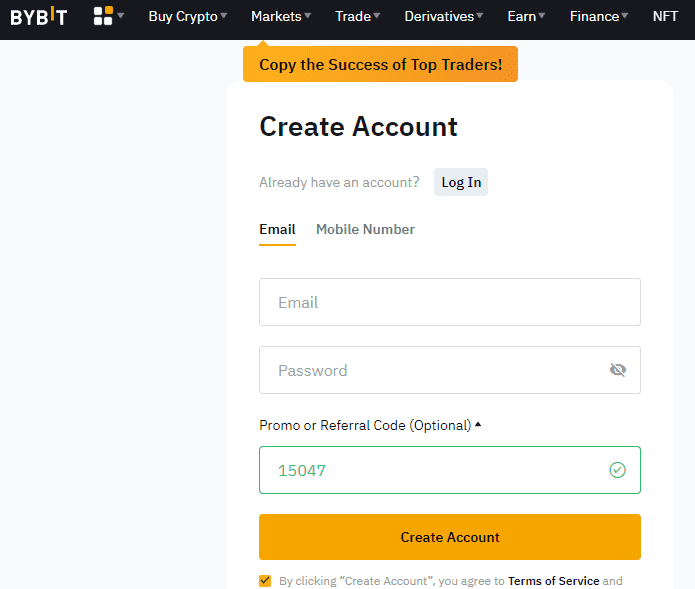 BYBIT Buy Crypto Markets Trade Derivatives Earn Finance NFT
Copy the Success of Top Traders!
Create Account
Already have an account? Log In
Email Mobile Number
Email
Password
Promo or Referral Code (Optional)
15047
Create Account
By clicking “Create Account”, you agree to Terms of Service and